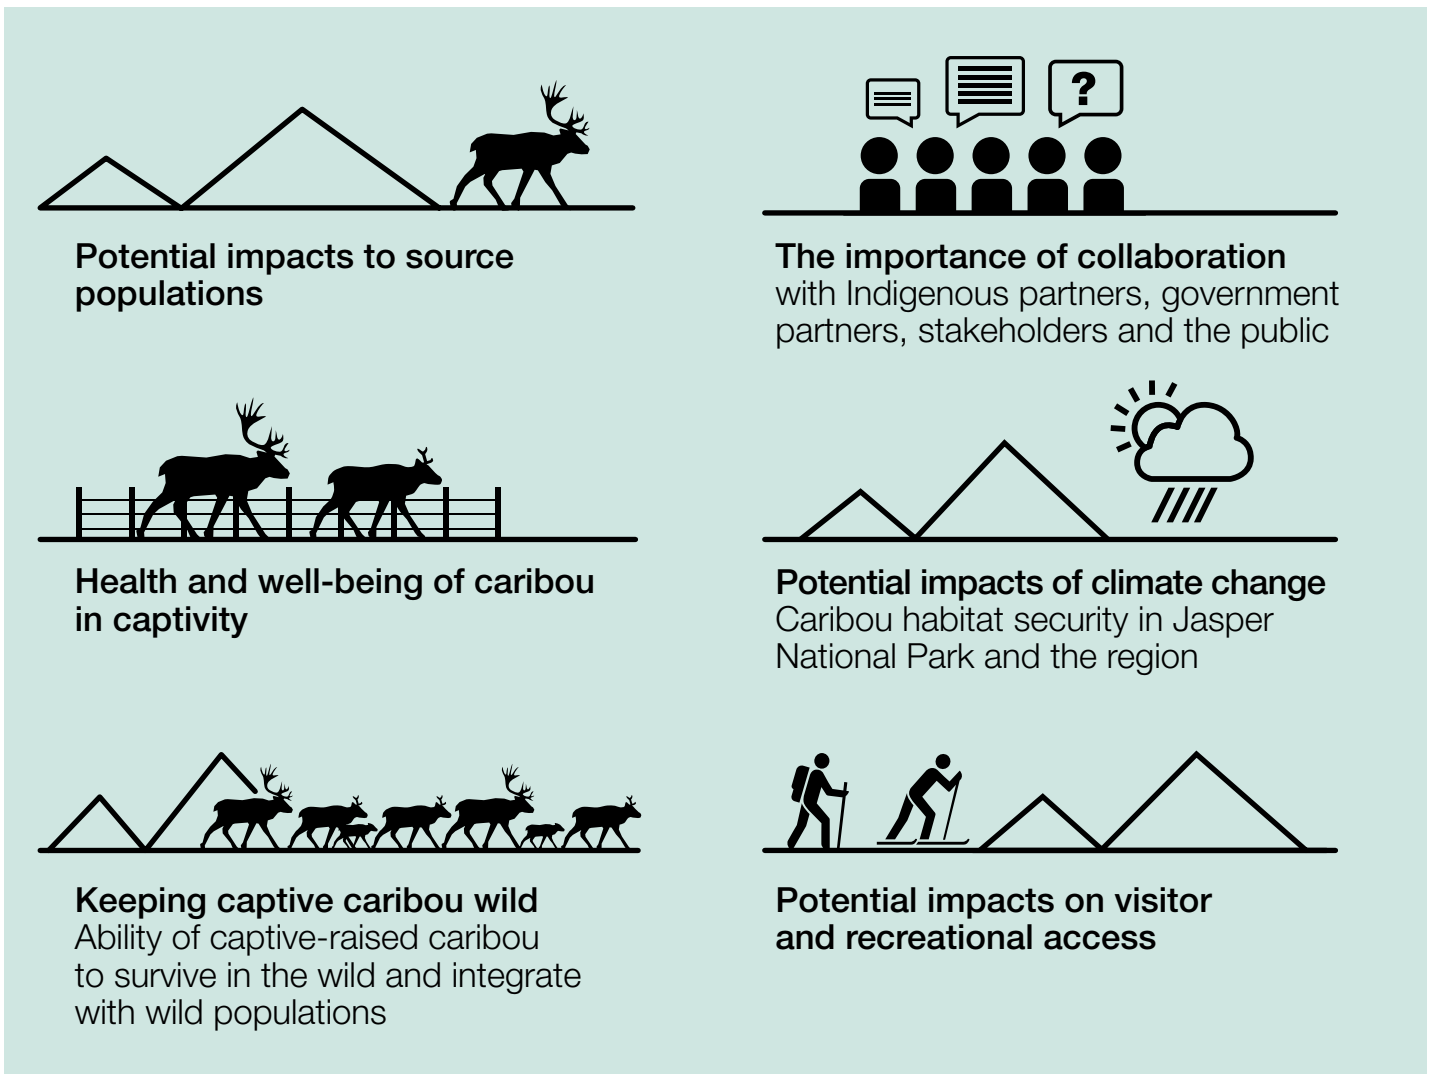 Potential impacts to source
populations
?
The importance of collaboration
with Indigenous partners, government
partners, stakeholders and the public
Health and well-being of caribou
in captivity
Potential impacts of climate change
Caribou habitat security in Jasper
National Park and the region
Keeping captive caribou wild
Ability of captive-raised caribou
to survive in the wild and integrate
with wild populations
Potential impacts on visitor
and recreational access